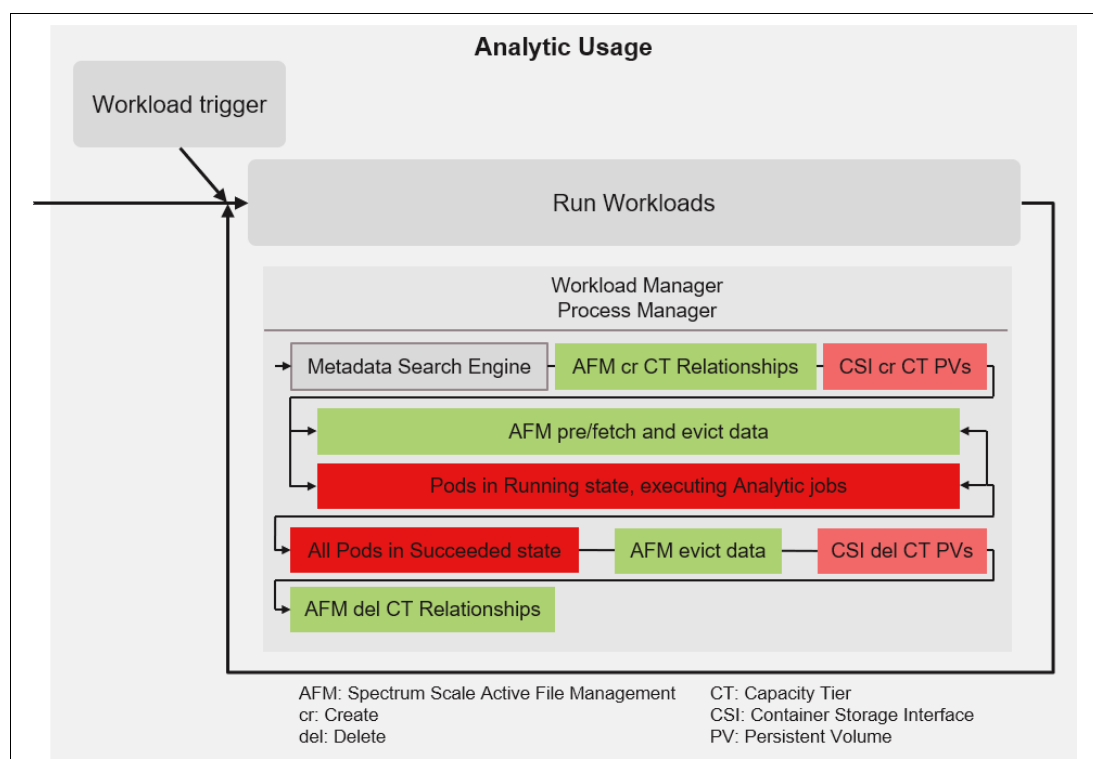 Analytic Usage
Workload trigger
Run Workloads
Workload Manager
Process Manager
Metadata Search Engine
AFM cr CT Relationships
CSI cr CT PVs
AFM pre/fetch and evict data
Pods in Running state, executing Analytic jobs
All Pods in Succeeded state
AFM evict data
CSI del CT PVs
AFM del CT Relationships
AFM: Spectrum Scale Active File Management
cr: Create
del: Delete
CT: Capacity Tier
CSI: Container Storage Interface
PV: Persistent Volume